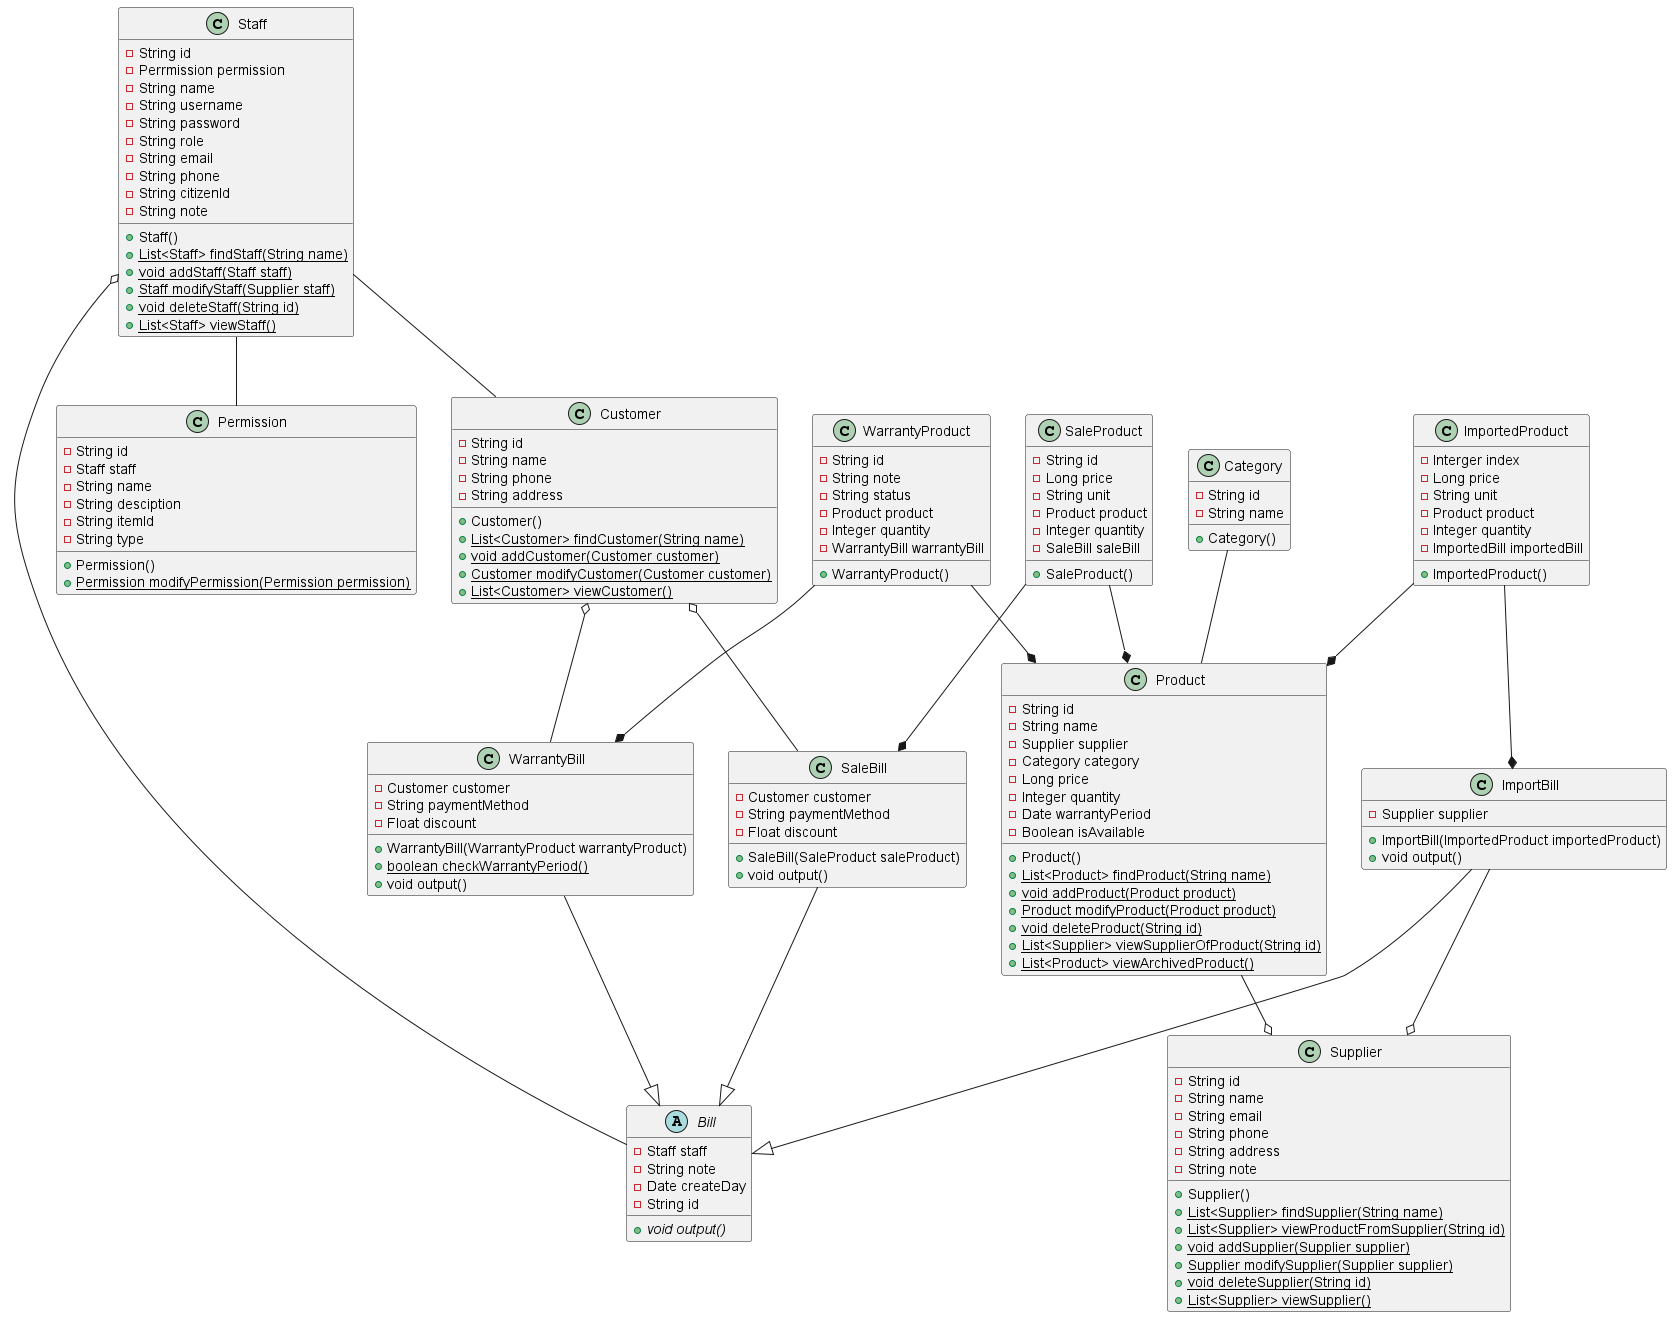 C Staff
String id
Perrmission permission
String name
String username
String password
String role
String email
String phone
String citizenId
String note
Staff()
List<Staff> findStaff(String name)
void addStaff(Staff staff)
Staff modifyStaff(Supplier staff)
void deleteStaff(String id)
List<Staff> viewStaff()
C Permission
String id
Staff staff
String name
String desciption
String itemId
String type
Permission()
Permission modifyPermission(Permission permission)
C Customer
String id
String name
String phone
String address
Customer()
List<Customer> findCustomer(String name)
void addCustomer(Customer customer)
Customer modifyCustomer(Customer customer)
List<Customer> viewCustomer()
C WarrantyProduct
String id
String note
String status
Product product
Integer quantity
WarrantyBill warrantyBill
WarrantyProduct()
C SaleProduct
String id
Long price
String unit
Product product
Integer quantity
SaleBill saleBill
SaleProduct()
C Category
String id
String name
Category()
C ImportedProduct
Interger index
Long price
String unit
Product product
Integer quantity
ImportedBill importedBill
ImportedProduct()
C WarrantyBill
Customer customer
String paymentMethod
Float discount
WarrantyBill(WarrantyProduct warrantyProduct)
boolean checkWarrantyPeriod()
void output()
C SaleBill
Customer customer
String paymentMethod
Float discount
SaleBill(SaleProduct saleProduct)
void output()
C Product
String id
String name
Supplier supplier
Category category
Long price
Integer quantity
Date warrantyPeriod
Boolean isAvailable
Product()
List<Product> findProduct(String name)
void addProduct(Product product)
Product modifyProduct(Product product)
void deleteProduct(String id)
List<Supplier> viewSupplierOfProduct(String id)
List<Product> viewArchivedProduct()
C ImportBill
Supplier supplier
ImportBill(ImportedProduct importedProduct)
void output()
A Bill
Staff staff
String note
Date createDay
String id
void output()
C Supplier
String id
String name
String email
String phone
String address
String note
Supplier()
List<Supplier> findSupplier(String name)
List<Supplier> viewProductFromSupplier(String id)
void addSupplier(Supplier supplier)
Supplier modifySupplier(Supplier supplier)
void deleteSupplier(String id)
List<Supplier> viewSupplier()